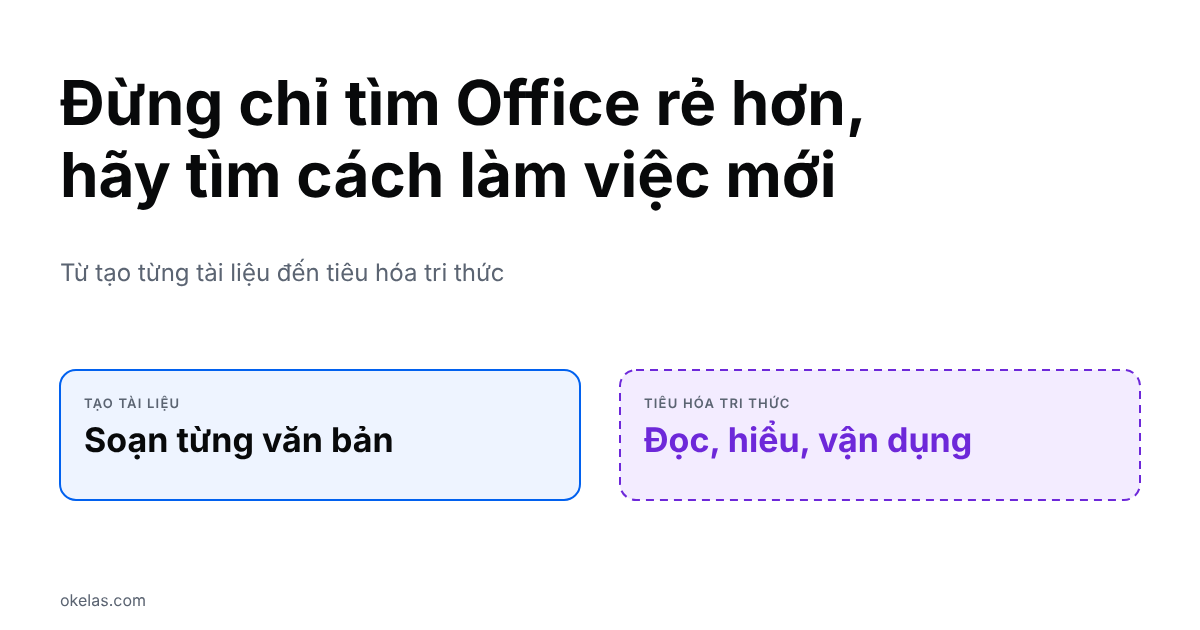 Đừng chỉ tìm Office rẻ hơn,
hãy tìm cách làm việc mới
Từ tạo từng tài liệu đến tiêu hóa tri thức
TẠO TÀI LIỆU
Soạn từng văn bản
TIÊU HÓA TRI THỨC
Đọc, hiểu, vận dụng
okelas.com